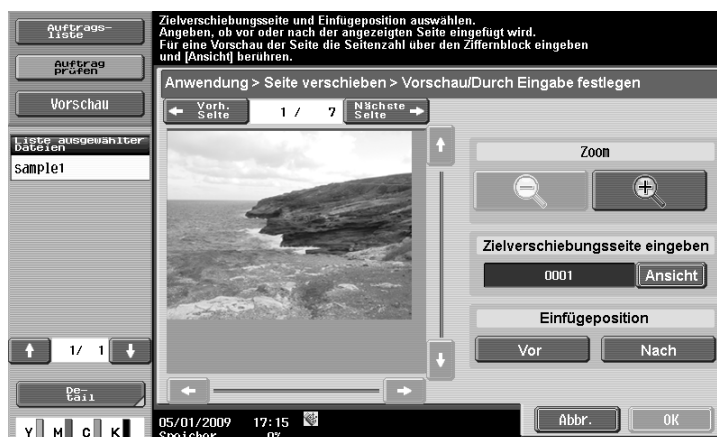 Auftrags-
liste
Auftrag
prüfen
Vorschau
Liste ausgewählter
Dateien
sample1
1/ 1
De-
tail
Y M C K
Zielverschiebungsseite und Einfügeposition auswählen.
Angeben, ob vor oder nach der angezeigten Seite eingefügt wird.
Für eine Vorschau der Seite die Seitenzahl über den Ziffernblock eingeben
und [Ansicht] berühren.
Anwendung > Seite verschieben > Vorschau/Durch Eingabe festlegen
Vorh.
Seite
1 / 7
Nächste
Seite
Zoom
Zielverschiebungsseite eingeben
0001
Ansicht
Einfügeposition
Vor
Nach
05/01/2009 17:15
Speicher 0%
Abbr.
OK